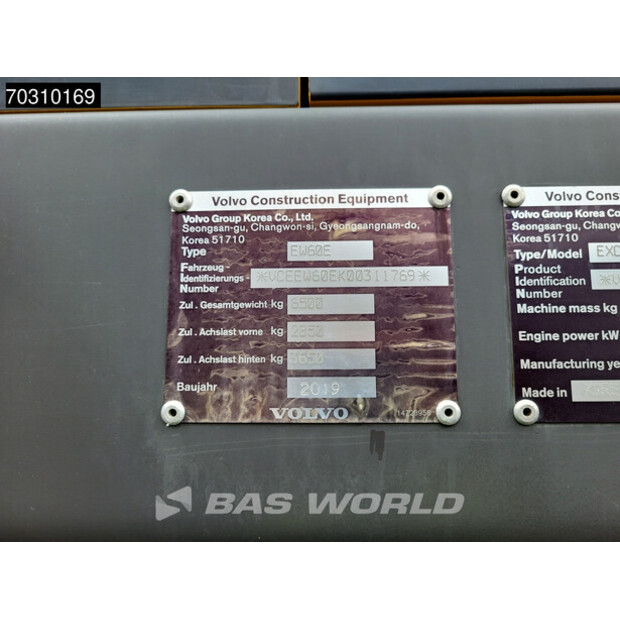 70310169
Volvo Construction Equipment
Volvo Group Korea Co., Ltd.
Seongsan-gu, Changwon-si, Gyeongsangnam-do,
Korea 51710
Type EW60E
Fahrzeug-
Identifizierungs- *VCEEW60EK00311769*
Number
Zul. Gesamtgewicht kg 6500
Zul. Achslast vorne kg
Zul. Achslast hinten kg
Baujahr 2019
VOLVO
Volvo Cons
Volvo Group Korea Co
Seongsan-gu, Changwo
Korea 51710
Type/Model EXC
Product
Identification *V
Number
Machine mass kg
Engine power kW
Manufacturing ye
Made in
BAS WORLD